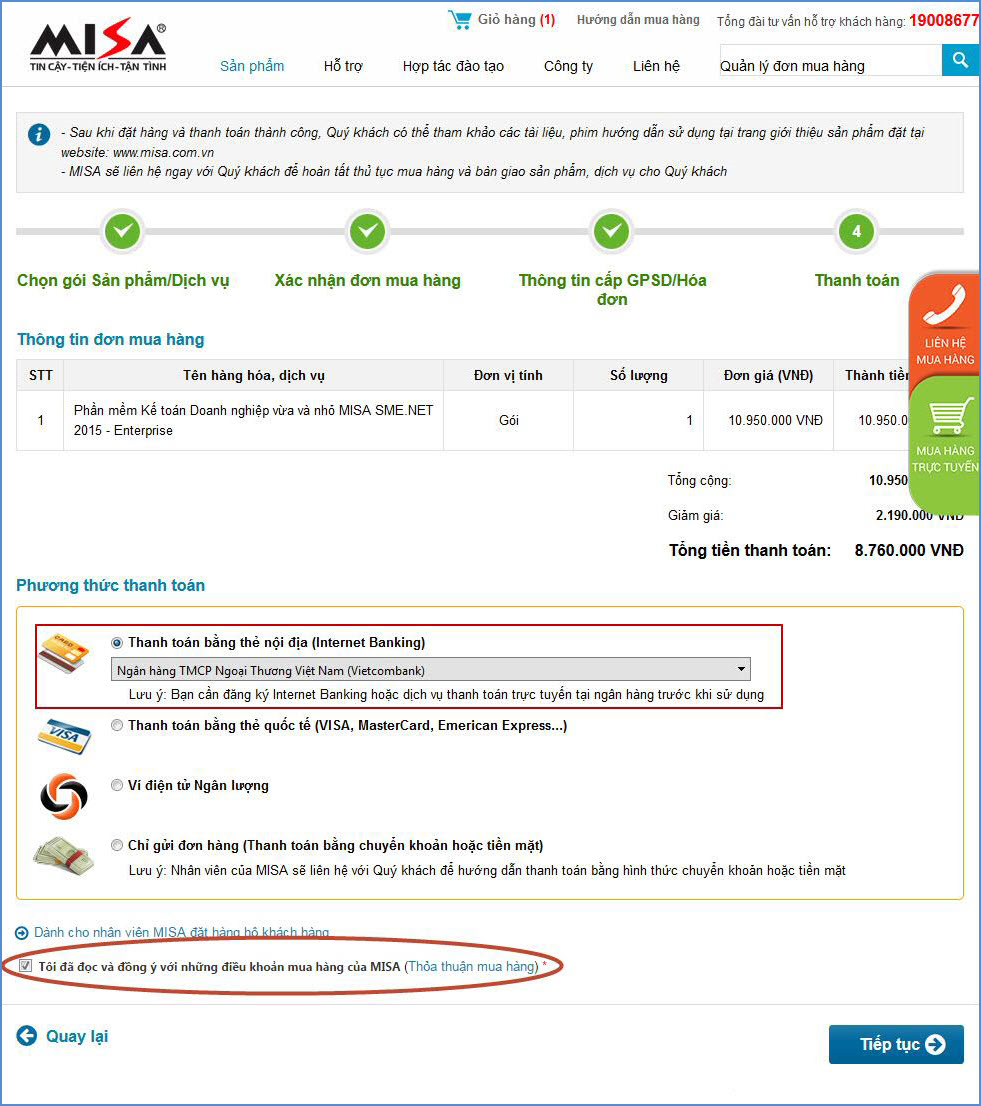 Giỏ hàng (1) Hướng dẫn mua hàng Tổng đài tư vấn hỗ trợ khách hàng: 19008677
MISA®
TIN CẬY-TIỆN ÍCH-TẬN TÌNH
Sản phẩm Hỗ trợ Hợp tác đào tạo Công ty Liên hệ Quản lý đơn mua hàng
i
- Sau khi đặt hàng và thanh toán thành công, Quý khách có thể tham khảo các tài liệu, phim hướng dẫn sử dụng tại trang giới thiệu sản phẩm đặt tại
website: www.misa.com.vn
- MISA sẽ liên hệ ngay với Quý khách để hoàn tất thủ tục mua hàng và bàn giao sản phẩm, dịch vụ cho Quý khách
4
Chọn gói Sản phẩm/Dịch vụ Xác nhận đơn mua hàng Thông tin cấp GPSD/Hóa Thanh toán
đơn
LIÊN HỆ
MUA HÀNG
Thông tin đơn mua hàng
STT Tên hàng hóa, dịch vụ Đơn vị tính Số lượng Đơn giá (VNĐ) Thành tiền
1 Phần mềm Kế toán Doanh nghiệp vừa và nhỏ MISA SME.NET Gói 1 10.950.000 VNĐ 10.950.0
2015 - Enterprise
MUA HÀNG
TRỰC TUYẾN
Tổng cộng: 10.950
Giảm giá: 2.190.000 VNĐ
Tổng tiền thanh toán: 8.760.000 VNĐ
Phương thức thanh toán
Thanh toán bằng thẻ nội địa (Internet Banking)
Ngân hàng TMCP Ngoại Thương Việt Nam (Vietcombank)
Lưu ý: Bạn cần đăng ký Internet Banking hoặc dịch vụ thanh toán trực tuyến tại ngân hàng trước khi sử dụng
VISA
Thanh toán bằng thẻ quốc tế (VISA, MasterCard, Emerican Express...)
Ví điện tử Ngân lượng
Chỉ gửi đơn hàng (Thanh toán bằng chuyển khoản hoặc tiền mặt)
Lưu ý: Nhân viên của MISA sẽ liên hệ với Quý khách để hướng dẫn thanh toán bằng hình thức chuyển khoản hoặc tiền mặt
Dành cho nhân viên MISA đặt hàng hộ khách hàng
Tôi đã đọc và đồng ý với những điều khoản mua hàng của MISA (Thỏa thuận mua hàng) *
Quay lại Tiếp tục